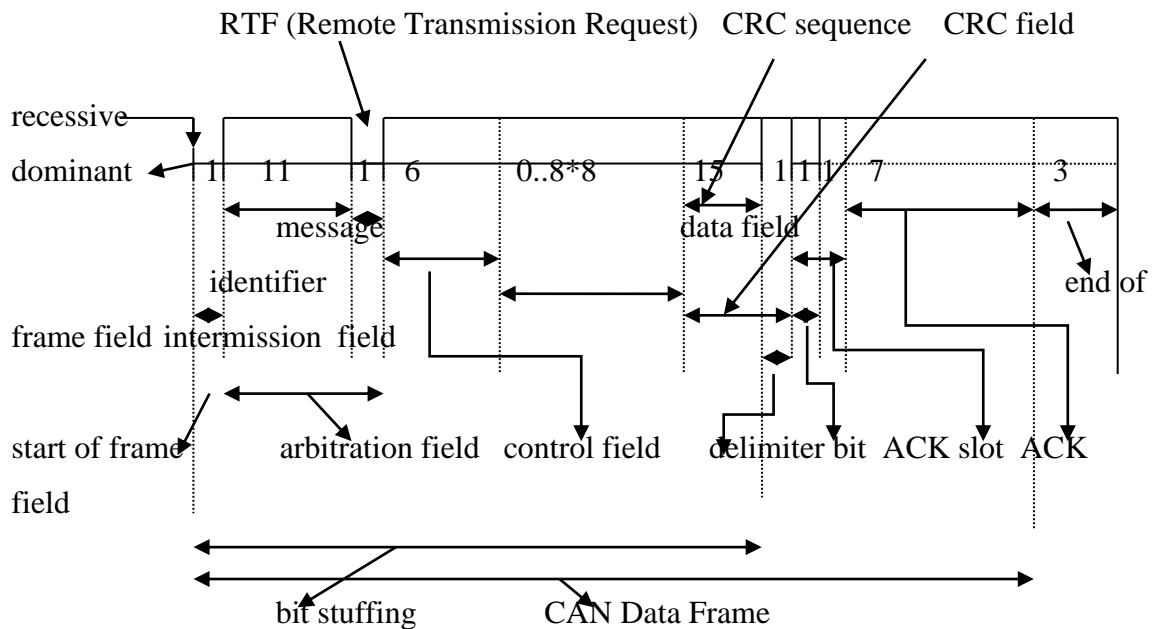 RTF (Remote Transmission Request) CRC sequence CRC field
recessive
dominant 1 11 1 6 0..8*8 15 1 1 1 7 3
message data field
identifier end of
frame field intermission field
start of frame arbitration field control field delimiter bit ACK slot ACK
field
bit stuffing CAN Data Frame